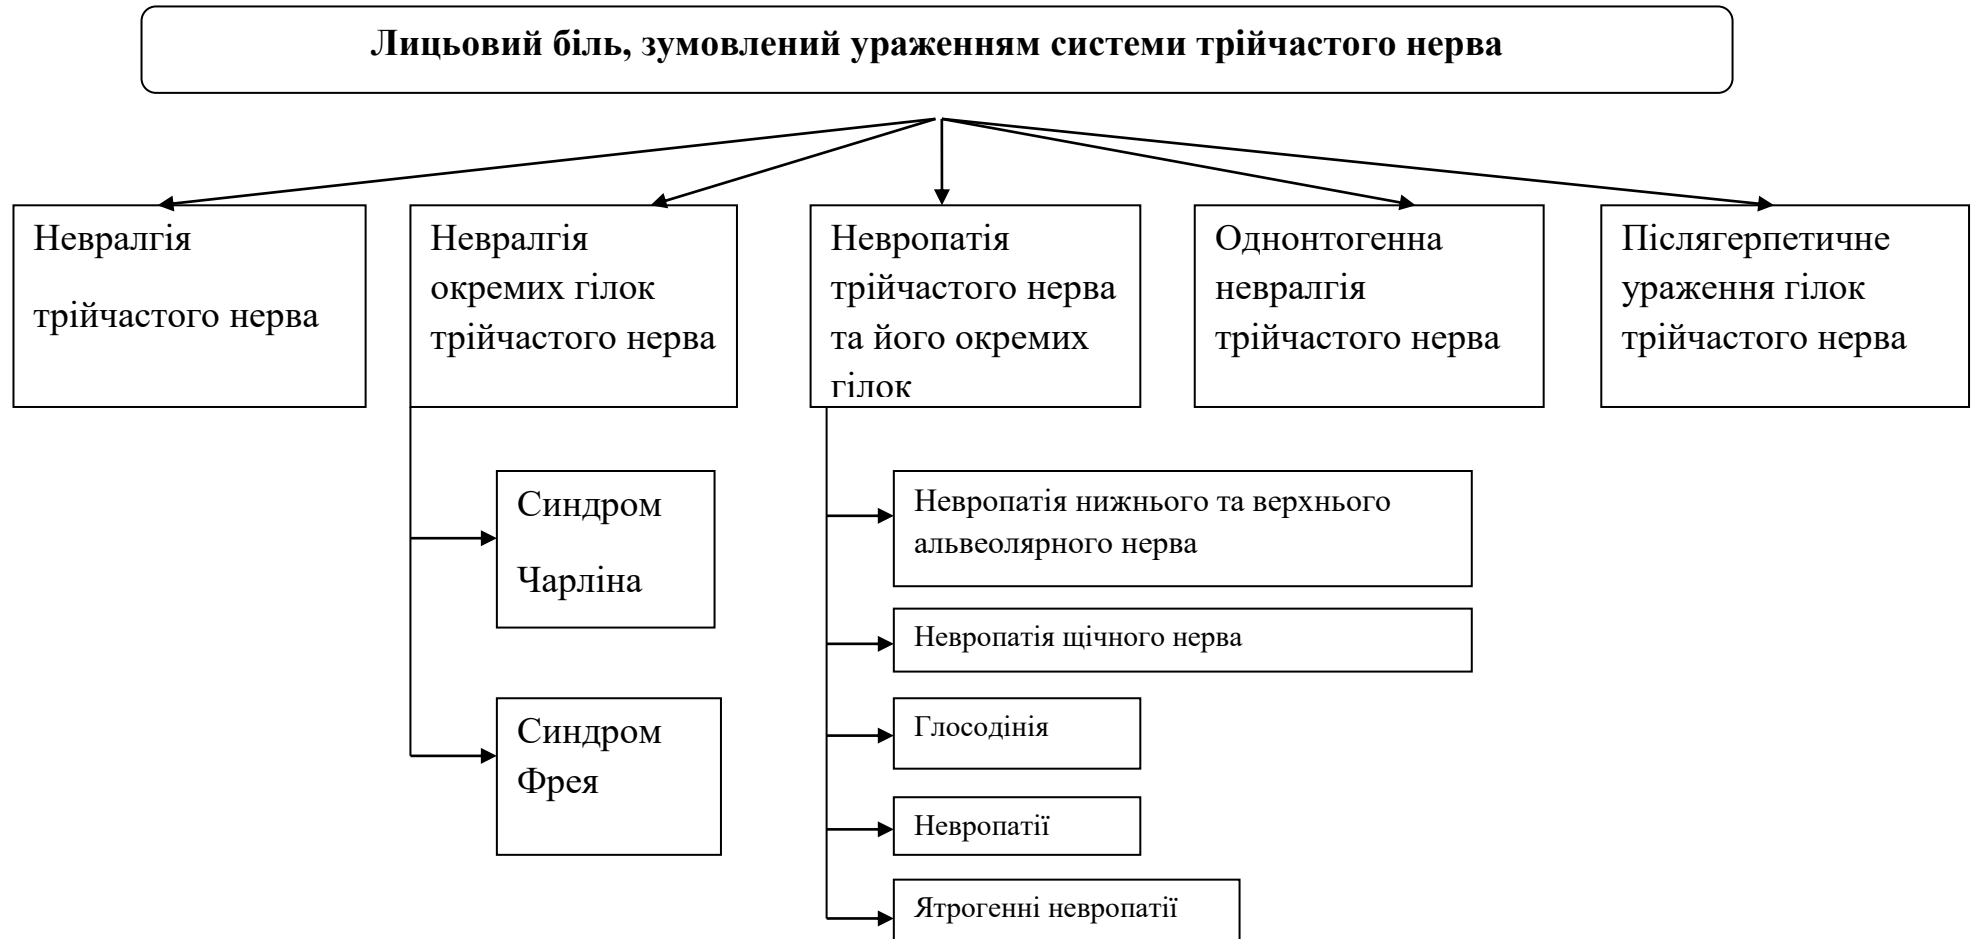 Лицьовий біль, зумовлений ураженням системи трійчастого нерва
Невралгія
трійчастого нерва
Невралгія
окремих гілок
трійчастого нерва
Невропатія
трійчастого нерва
та його окремих
гілок
Однонтогенна
невралгія
трійчастого нерва
Післягерпетичне
ураження гілок
трійчастого нерва
Синдром
Чарліна
Синдром
Фрея
Невропатія нижнього та верхнього
альвеолярного нерва
Невропатія щічного нерва
Глосодінія
Невропатії
Ятрогенні невропатії